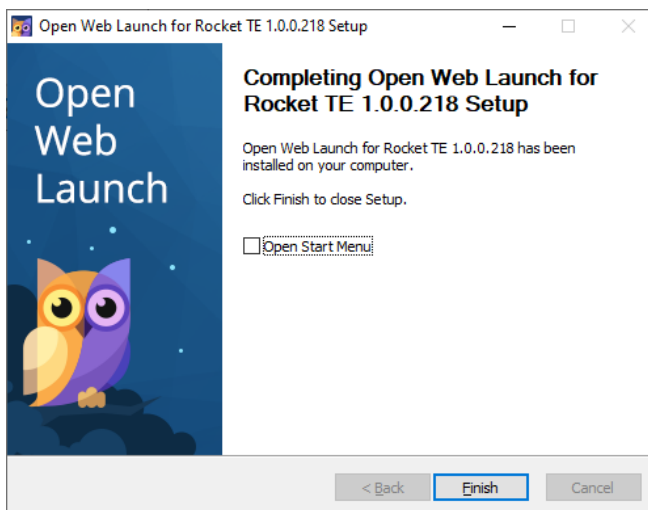 Open Web Launch for Rocket TE 1.0.0.218 Setup
Open
Web
Launch
Completing Open Web Launch for
Rocket TE 1.0.0.218 Setup
Open Web Launch for Rocket TE 1.0.0.218 has been
installed on your computer.
Click Finish to close Setup.
Open Start Menu
< Back
Finish
Cancel